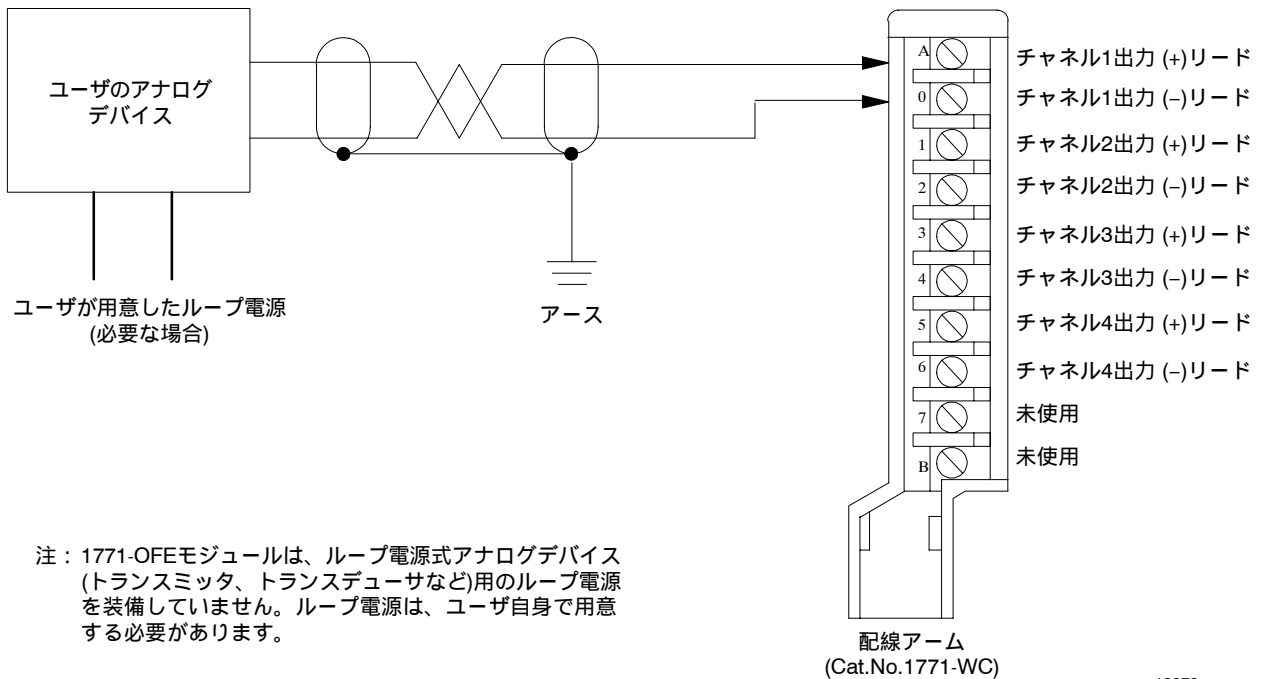 ユーザのアナログ
デバイス
ユーザが用意したループ電源
(必要な場合)
アース
A
0
1
2
3
4
5
6
7
B
チャネル1出力 (+)リード
チャネル1出力 (–)リード
チャネル2出力 (+)リード
チャネル2出力 (–)リード
チャネル3出力 (+)リード
チャネル3出力 (–)リード
チャネル4出力 (+)リード
チャネル4出力 (–)リード
未使用
未使用
注 : 1771-OFEモジュールは、ループ電源式アナログデバイス
(トランスミッタ、トランスデューサなど)用のループ電源
を装備していません。ループ電源は、ユーザ自身で用意
する必要があります。
配線アーム
(Cat.No.1771-WC)